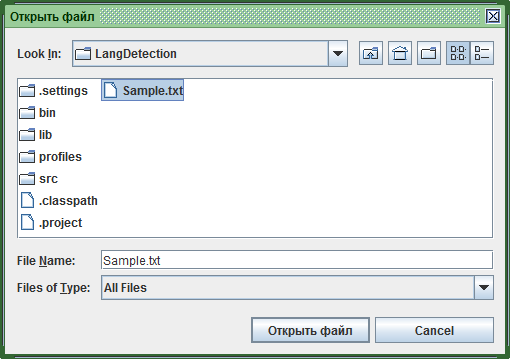 Открыть файл
Look In: LangDetection
.settings Sample.txt
bin
lib
profiles
src
.classpath
.project
File Name: Sample.txt
Files of Type: All Files
Открыть файл Cancel